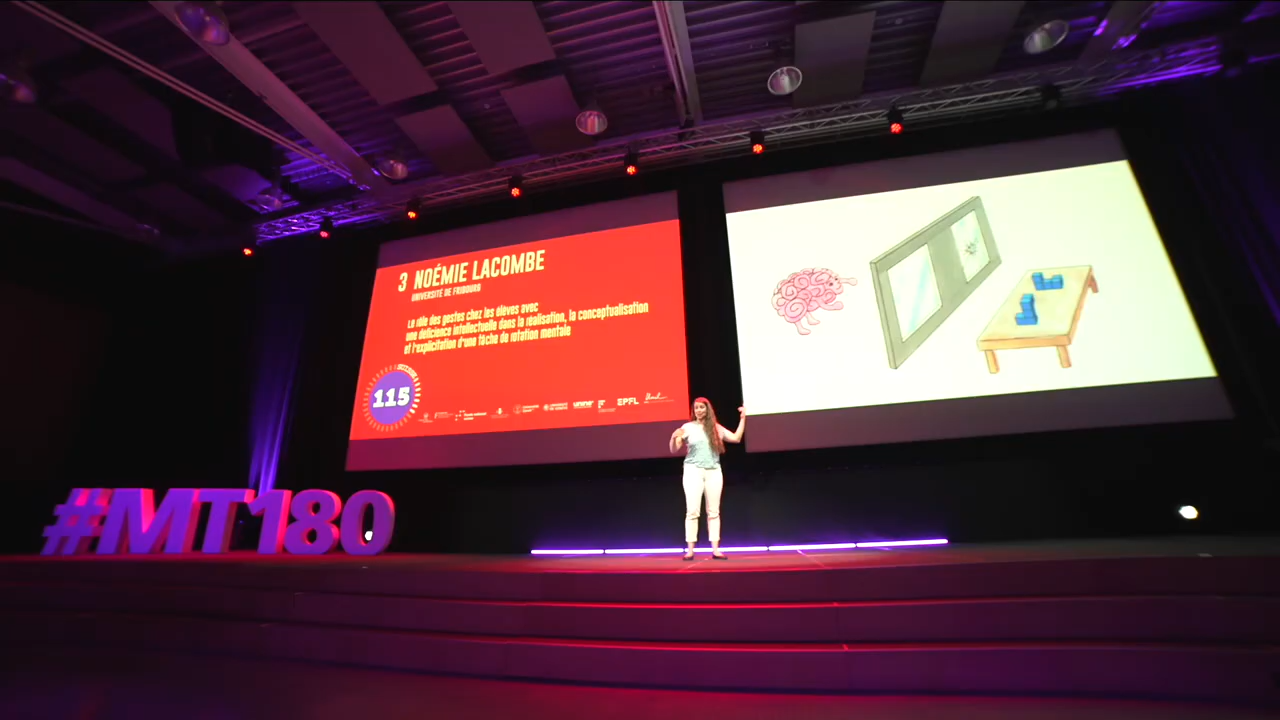 3 NOÉMIE LACOMBE
UNIVERSITÉ DE FRIBOURG
Le rôle des gestes chez les élèves avec
une déficience intellectuelle dans la réalisation, la conceptualisation
et l'explicitation d'une tâche de rotation mentale
115
unine
EPFL
#MT180